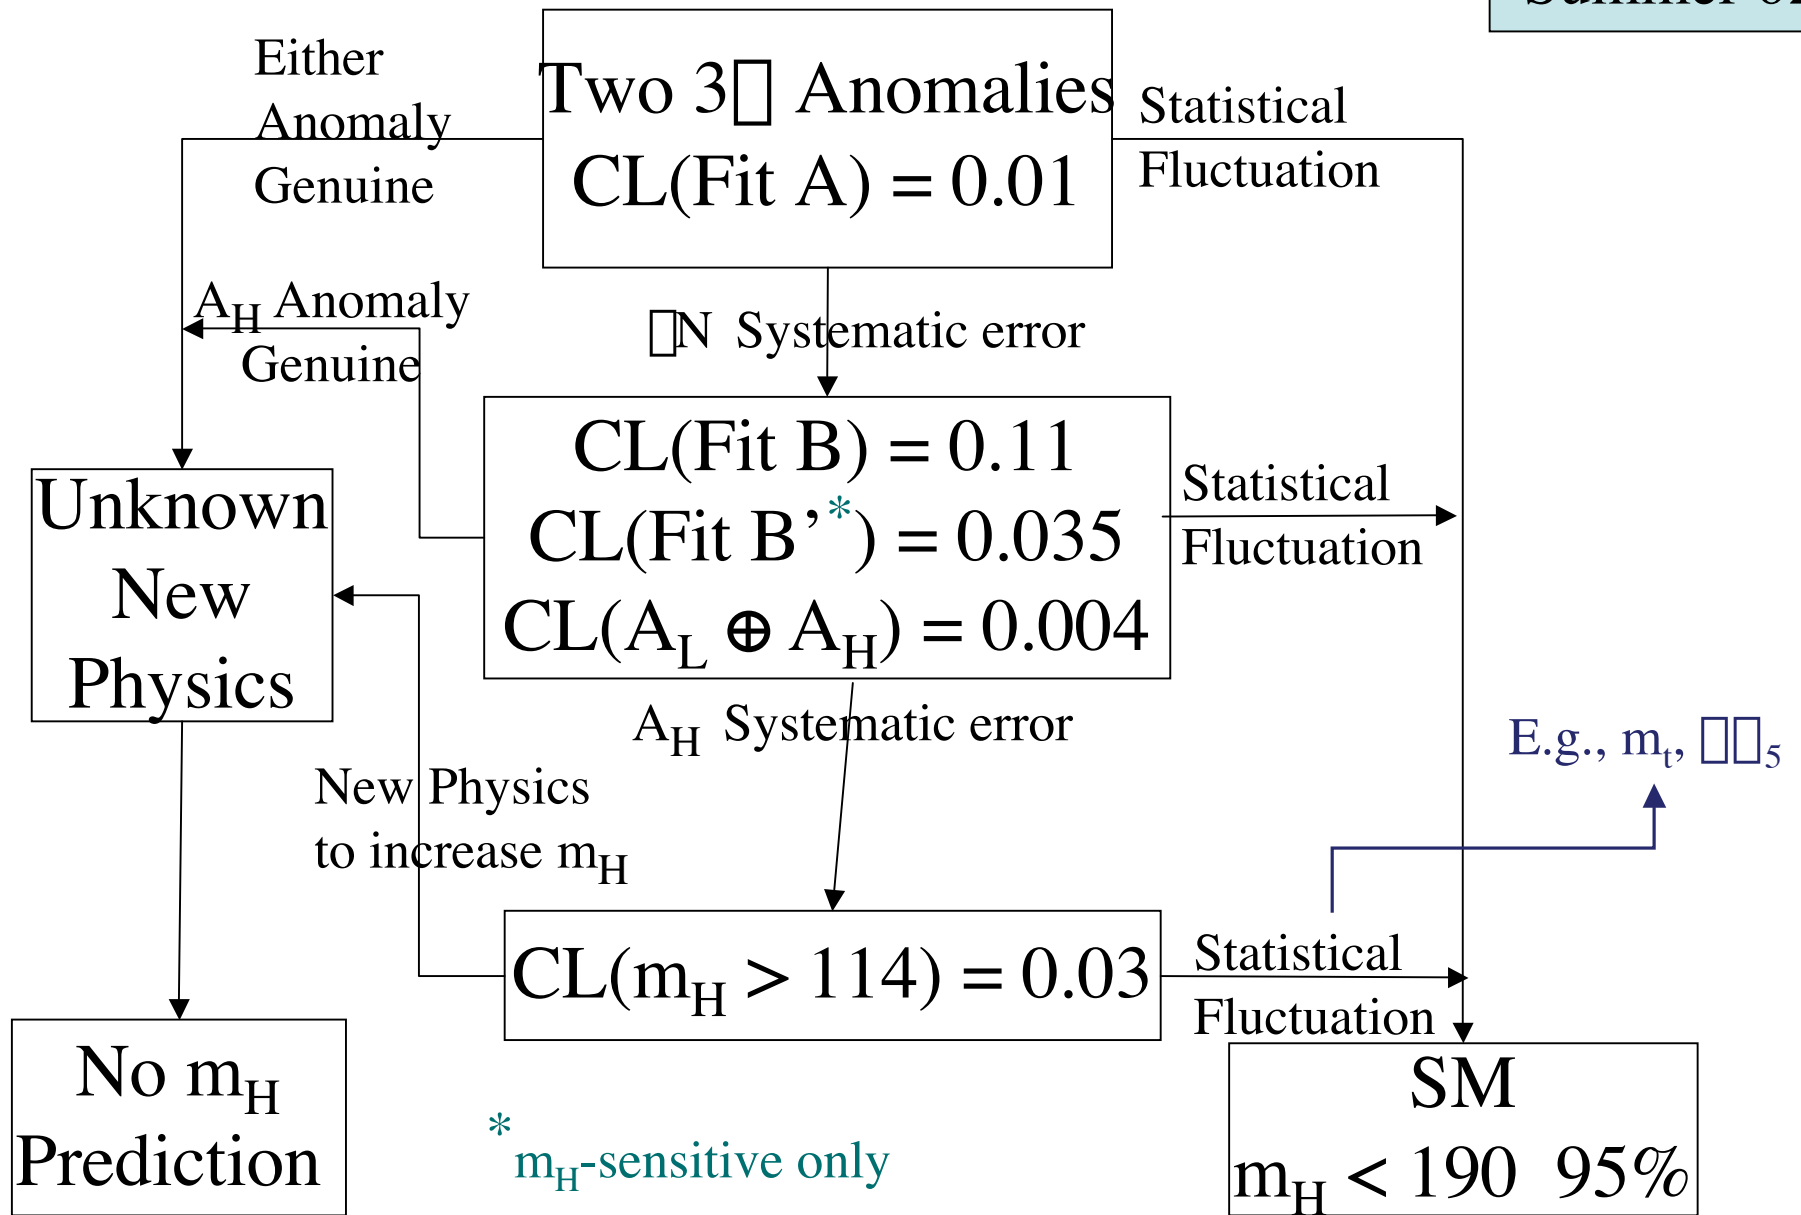 Summer 02
Either
Anomaly
Genuine
Two 3▯ Anomalies
CL(Fit A) = 0.01
Statistical
Fluctuation
A_H Anomaly
Genuine
▯N Systematic error
CL(Fit B) = 0.11
CL(Fit B’*) = 0.035
CL(A_L ⊕ A_H) = 0.004
Statistical
Fluctuation
Unknown
New
Physics
A_H Systematic error
E.g., m_t, ▯▯_5
New Physics
to increase m_H
CL(m_H > 114) = 0.03
Statistical
Fluctuation
No m_H
Prediction
*m_H-sensitive only
SM
m_H < 190 95%